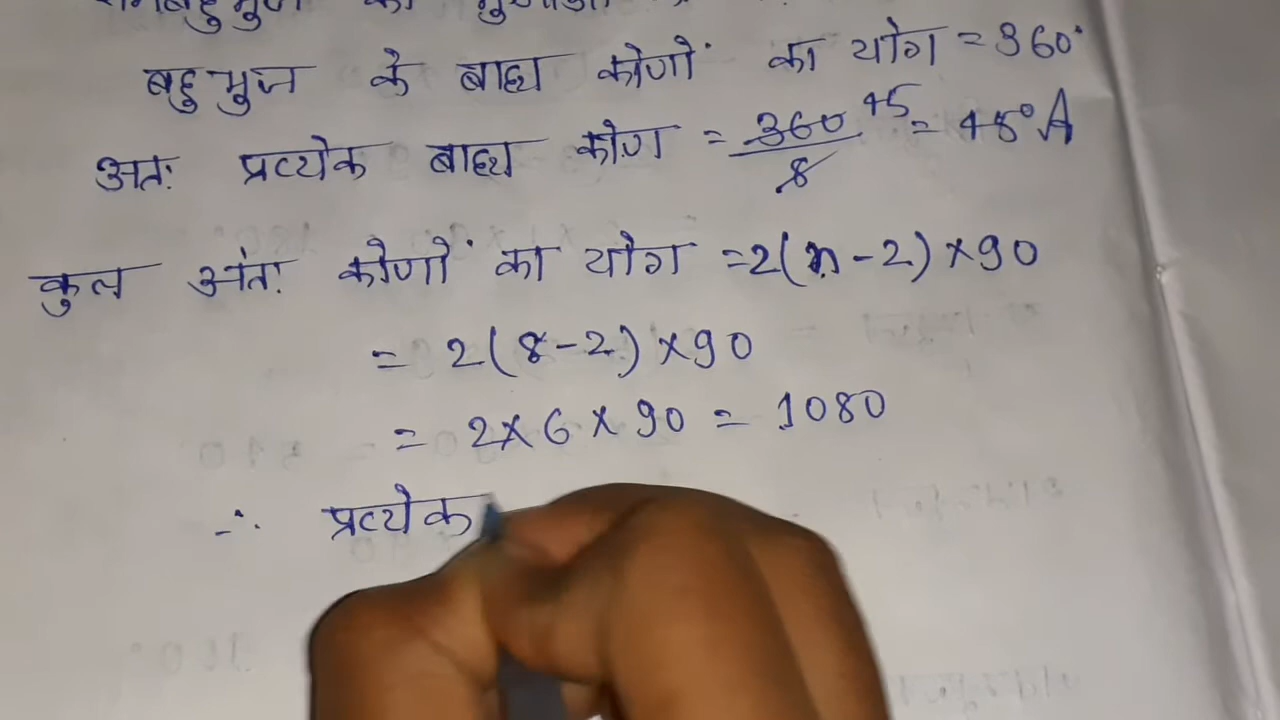 बहुभुज के बाह्य कोणों का योग = 360°
अतः प्रत्येक बाह्य कोण = 360/8 45 = 45° A
कुल अंतः कोणों का योग = 2(n-2) × 90
= 2(8-2) × 90
= 2 × 6 × 90 = 1080
∴ प्रत्येक